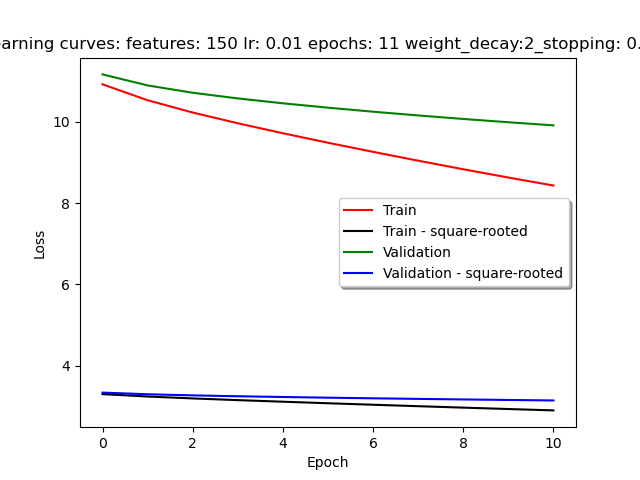 earning curves: features: 150 lr: 0.01 epochs: 11 weight_decay:2_stopping: 0.
10
8
6
4
Loss
Train
Train - square-rooted
Validation
Validation - square-rooted
0 2 4 6 8 10
Epoch